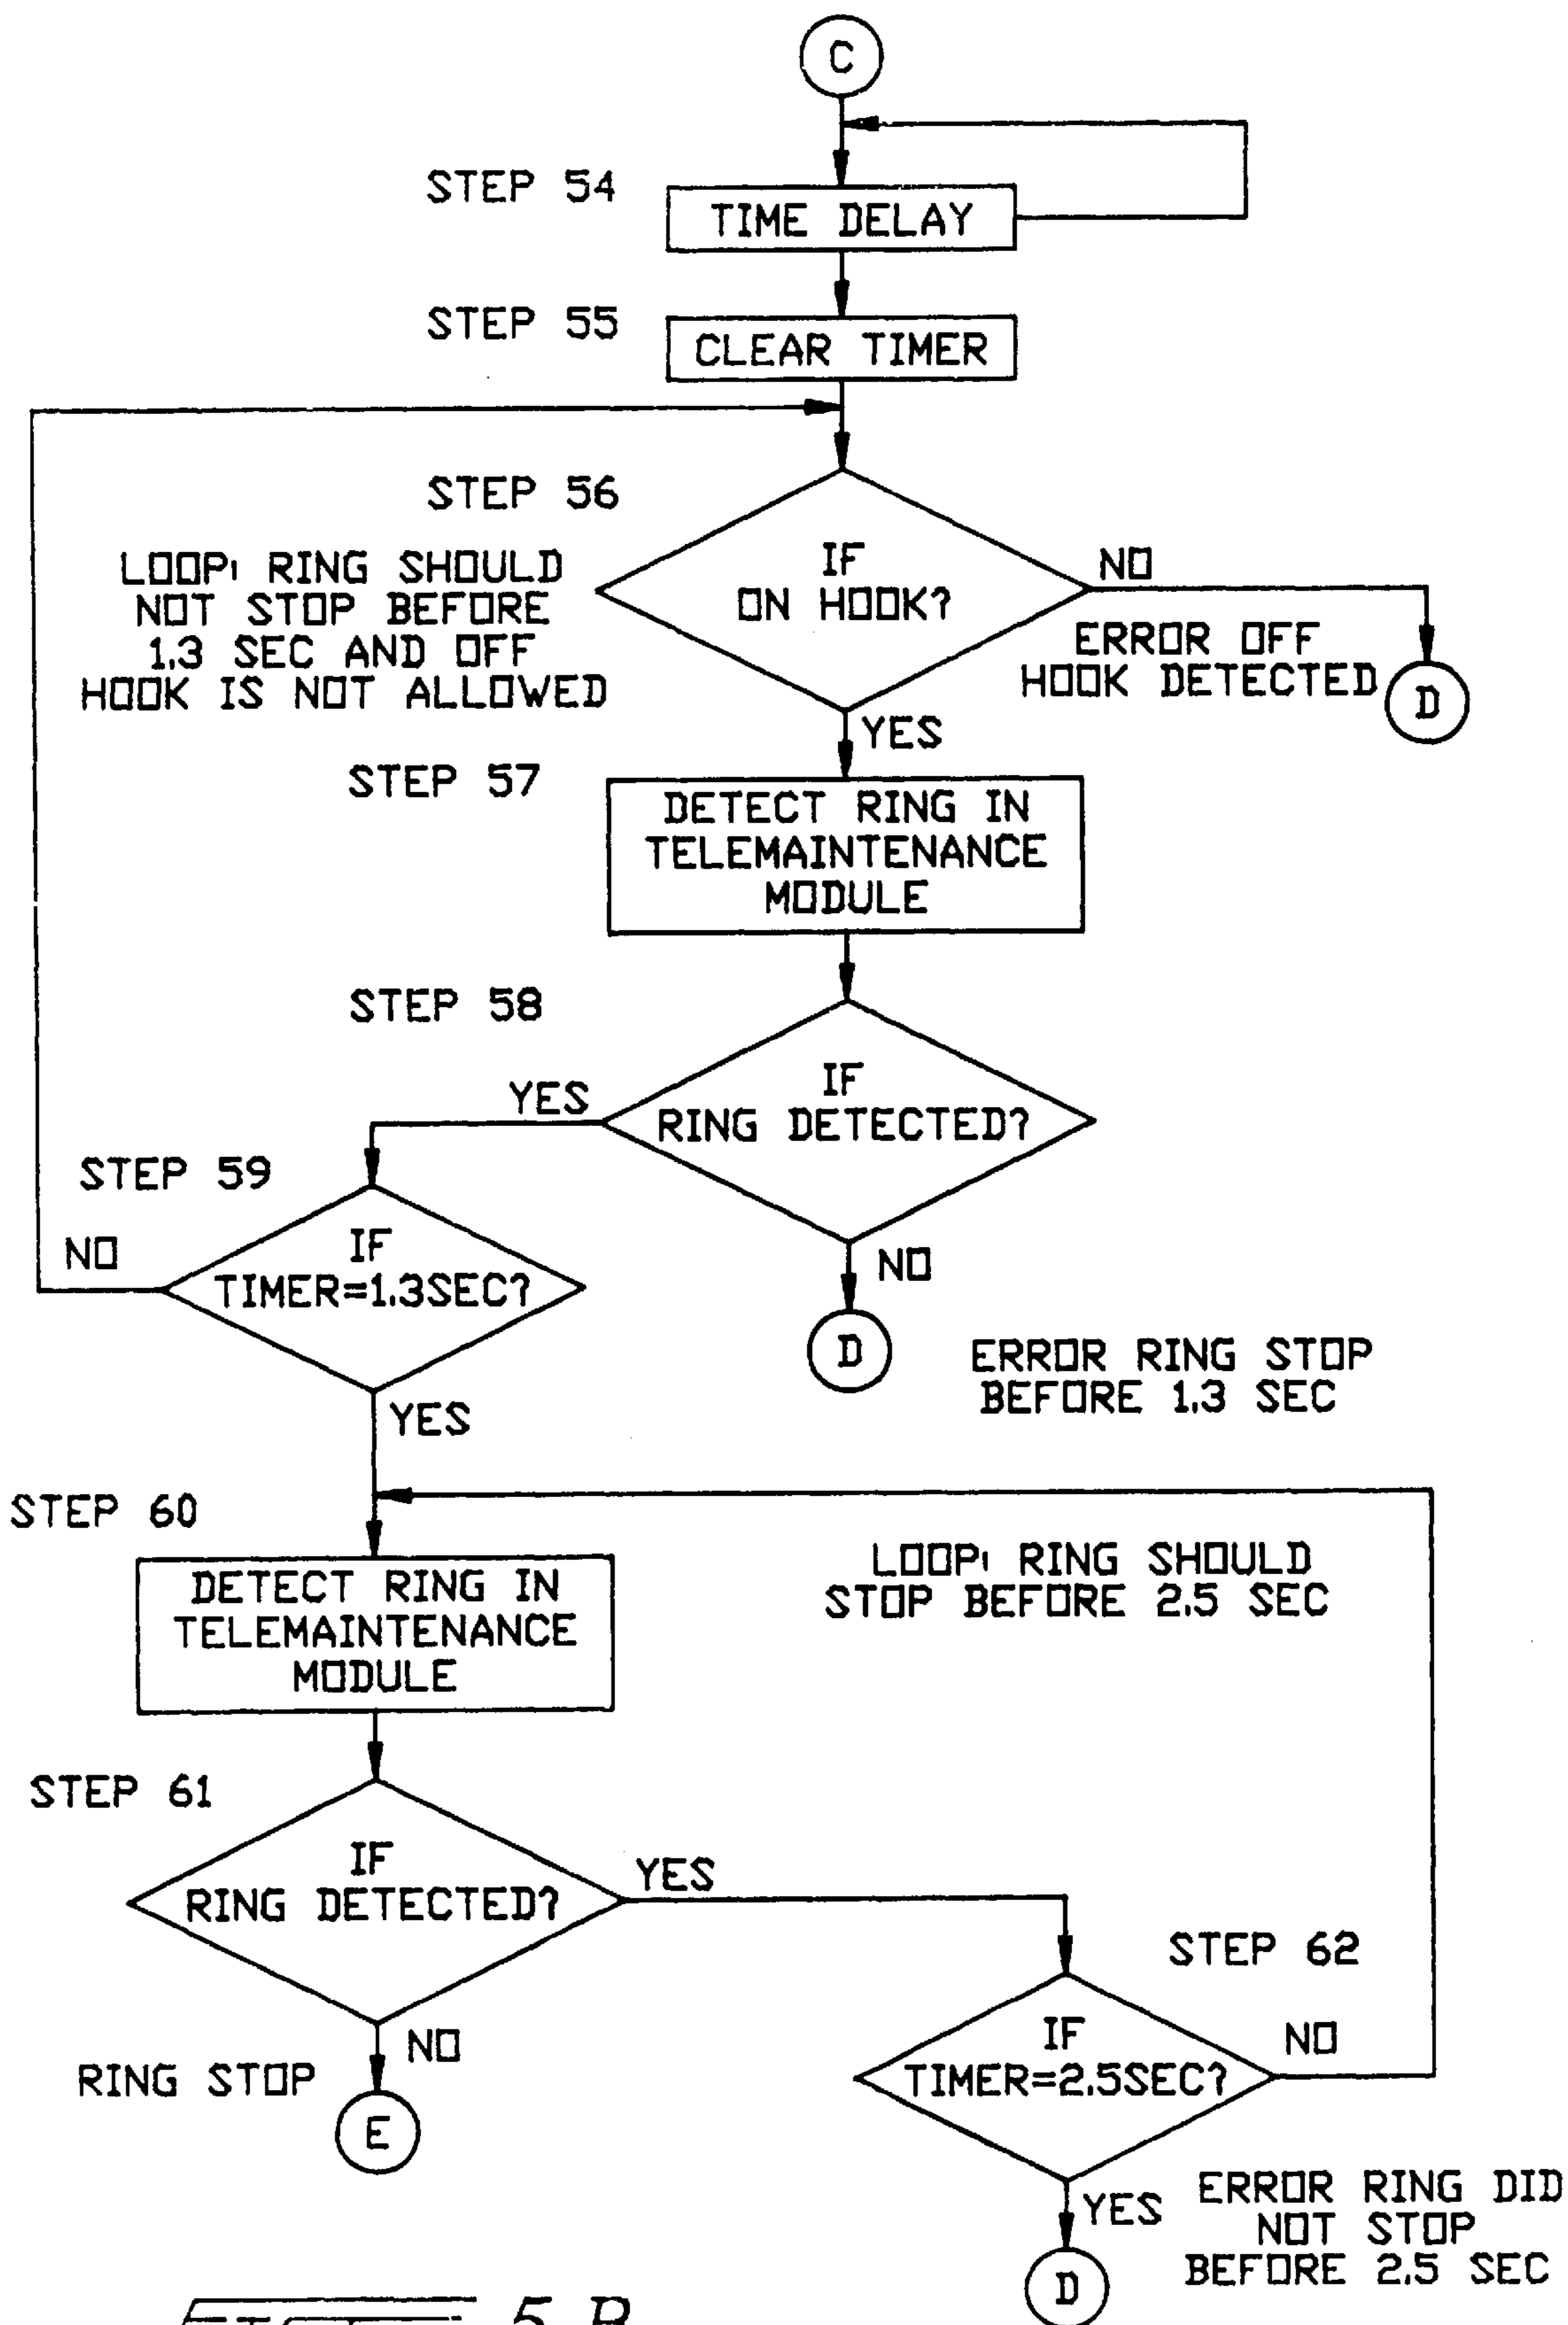 C
STEP 54
TIME DELAY
STEP 55
CLEAR TIMER
STEP 56
IF
ON HOOK?
NO
LOOP: RING SHOULD
NOT STOP BEFORE
1.3 SEC AND OFF
HOOK IS NOT ALLOWED
ERROR OFF
HOOK DETECTED
D
YES
STEP 57
DETECT RING IN
TELEMAINTENANCE
MODULE
STEP 58
IF
RING DETECTED?
YES
STEP 59
IF
TIMER=1.3SEC?
NO
NO
D
ERROR RING STOP
BEFORE 1.3 SEC
YES
STEP 60
DETECT RING IN
TELEMAINTENANCE
MODULE
LOOP: RING SHOULD
STOP BEFORE 2.5 SEC
STEP 61
IF
RING DETECTED?
YES
STEP 62
IF
TIMER=2.5SEC?
NO
NO
RING STOP
E
YES
ERROR RING DID
NOT STOP
BEFORE 2.5 SEC
D
5 B